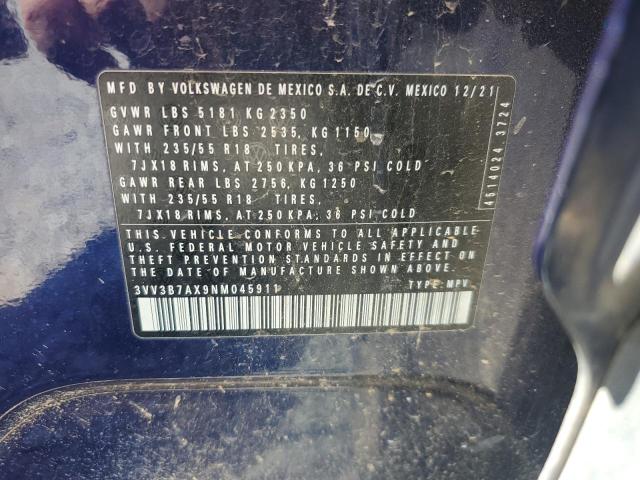 MFD BY VOLKSWAGEN DE MEXICO S.A. DE C.V. MEXICO 12/21
GVWR LBS 5181 KG 2350
GAWR FRONT LBS 2535, KG 1150
WITH 235/55 R18 TIRES,
7JX18 RIMS, AT 250 KPA, 36 PSI COLD
GAWR REAR LBS 2756, KG 1250
WITH 235/55 R18 TIRES,
7JX18 RIMS, AT 250 KPA, 36 PSI COLD
THIS VEHICLE CONFORMS TO ALL APPLICABLE
U.S. FEDERAL MOTOR VEHICLE SAFETY AND
THEFT PREVENTION STANDARDS IN EFFECT ON
THE DATE OF MANUFACTURE SHOWN ABOVE.
3VV3B7AX9NM045911 TYPE: MPV
4514024 3724